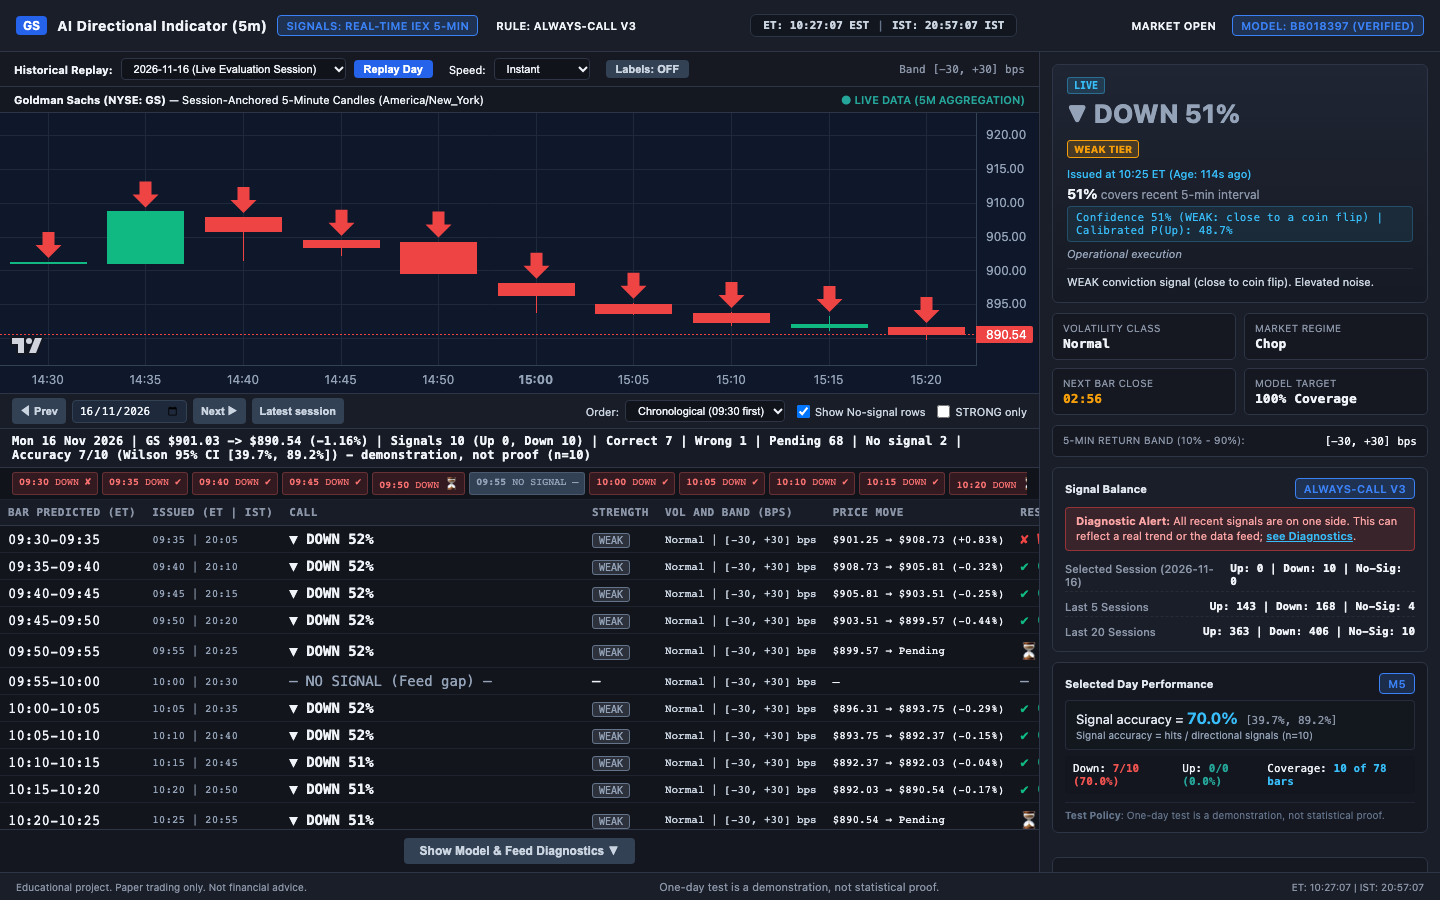 GS AI Directional Indicator (5m) SIGNALS: REAL-TIME IEX 5-MIN RULE: ALWAYS-CALL V3 ET: 10:27:07 EST | IST: 20:57:07 IST MARKET OPEN MODEL: BB018397 (VERIFIED)
Historical Replay: 2026-11-16 (Live Evaluation Session) Replay Day Speed: Instant Labels: OFF Band [−30, +30] bps
Goldman Sachs (NYSE: GS) — Session-Anchored 5-Minute Candles (America/New_York) LIVE DATA (5M AGGREGATION)
920.00
915.00
910.00
905.00
900.00
895.00
890.54
14:30 14:35 14:40 14:45 14:50 15:00 15:05 15:10 15:15 15:20
◀ Prev 16/11/2026 Next ▶ Latest session Order: Chronological (09:30 first) Show No-signal rows STRONG only
Mon 16 Nov 2026 | GS $901.03 −> $890.54 (−1.16%) | Signals 10 (Up 0, Down 10) | Correct 7 | Wrong 1 | Pending 68 | No signal 2 |
Accuracy 7/10 (Wilson 95% CI [39.7%, 89.2%]) − demonstration, not proof (n=10)
09:30 DOWN ✘ 09:35 DOWN ✔ 09:40 DOWN ✔ 09:45 DOWN ✔ 09:50 DOWN ⏳ 09:55 NO SIGNAL — 10:00 DOWN ✔ 10:05 DOWN ✔ 10:10 DOWN ✔ 10:15 DOWN ✔ 10:20 DOWN
BAR PREDICTED (ET) ISSUED (ET | IST) CALL STRENGTH VOL AND BAND (BPS) PRICE MOVE RES
09:30−09:35 09:35 | 20:05 ▼ DOWN 52% WEAK Normal | [−30, +30] bps $901.25 → $908.73 (+0.83%) ✘
09:35−09:40 09:40 | 20:10 ▼ DOWN 52% WEAK Normal | [−30, +30] bps $908.73 → $905.81 (−0.32%) ✔
09:40−09:45 09:45 | 20:15 ▼ DOWN 52% WEAK Normal | [−30, +30] bps $905.81 → $903.51 (−0.25%) ✔
09:45−09:50 09:50 | 20:20 ▼ DOWN 52% WEAK Normal | [−30, +30] bps $903.51 → $899.57 (−0.44%) ✔
09:50−09:55 09:55 | 20:25 ▼ DOWN 52% WEAK Normal | [−30, +30] bps $899.57 → Pending ⏳
09:55−10:00 10:00 | 20:30 — NO SIGNAL (Feed gap) — — Normal | [−30, +30] bps — —
10:00−10:05 10:05 | 20:35 ▼ DOWN 52% WEAK Normal | [−30, +30] bps $896.31 → $893.75 (−0.29%) ✔
10:05−10:10 10:10 | 20:40 ▼ DOWN 52% WEAK Normal | [−30, +30] bps $893.75 → $892.37 (−0.15%) ✔
10:10−10:15 10:15 | 20:45 ▼ DOWN 51% WEAK Normal | [−30, +30] bps $892.37 → $892.03 (−0.04%) ✔
10:15−10:20 10:20 | 20:50 ▼ DOWN 51% WEAK Normal | [−30, +30] bps $892.03 → $890.54 (−0.17%) ✔
10:20−10:25 10:25 | 20:55 ▼ DOWN 51% WEAK Normal | [−30, +30] bps $890.54 → Pending ⏳
Show Model & Feed Diagnostics ▼
LIVE
▼ DOWN 51%
WEAK TIER
Issued at 10:25 ET (Age: 114s ago)
51% covers recent 5-min interval
Confidence 51% (WEAK: close to a coin flip) |
Calibrated P(Up): 48.7%
Operational execution
WEAK conviction signal (close to coin flip). Elevated noise.
VOLATILITY CLASS MARKET REGIME
Normal Chop
NEXT BAR CLOSE MODEL TARGET
02:56 100% Coverage
5-MIN RETURN BAND (10% - 90%): [−30, +30] bps
Signal Balance ALWAYS-CALL V3
Diagnostic Alert: All recent signals are on one side. This can
reflect a real trend or the data feed; see Diagnostics.
Selected Session (2026-11- Up: 0 | Down: 10 | No−Sig:
16) 0
Last 5 Sessions Up: 143 | Down: 168 | No−Sig: 4
Last 20 Sessions Up: 363 | Down: 406 | No−Sig: 10
Selected Day Performance M5
Signal accuracy = 70.0% [39.7%, 89.2%]
Signal accuracy = hits / directional signals (n=10)
Down: 7/10 Up: 0/0 Coverage: 10 of 78
(70.0%) (0.0%) bars
Test Policy: One-day test is a demonstration, not statistical proof.
Educational project. Paper trading only. Not financial advice. One-day test is a demonstration, not statistical proof. ET: 10:27:07 | IST: 20:57:07